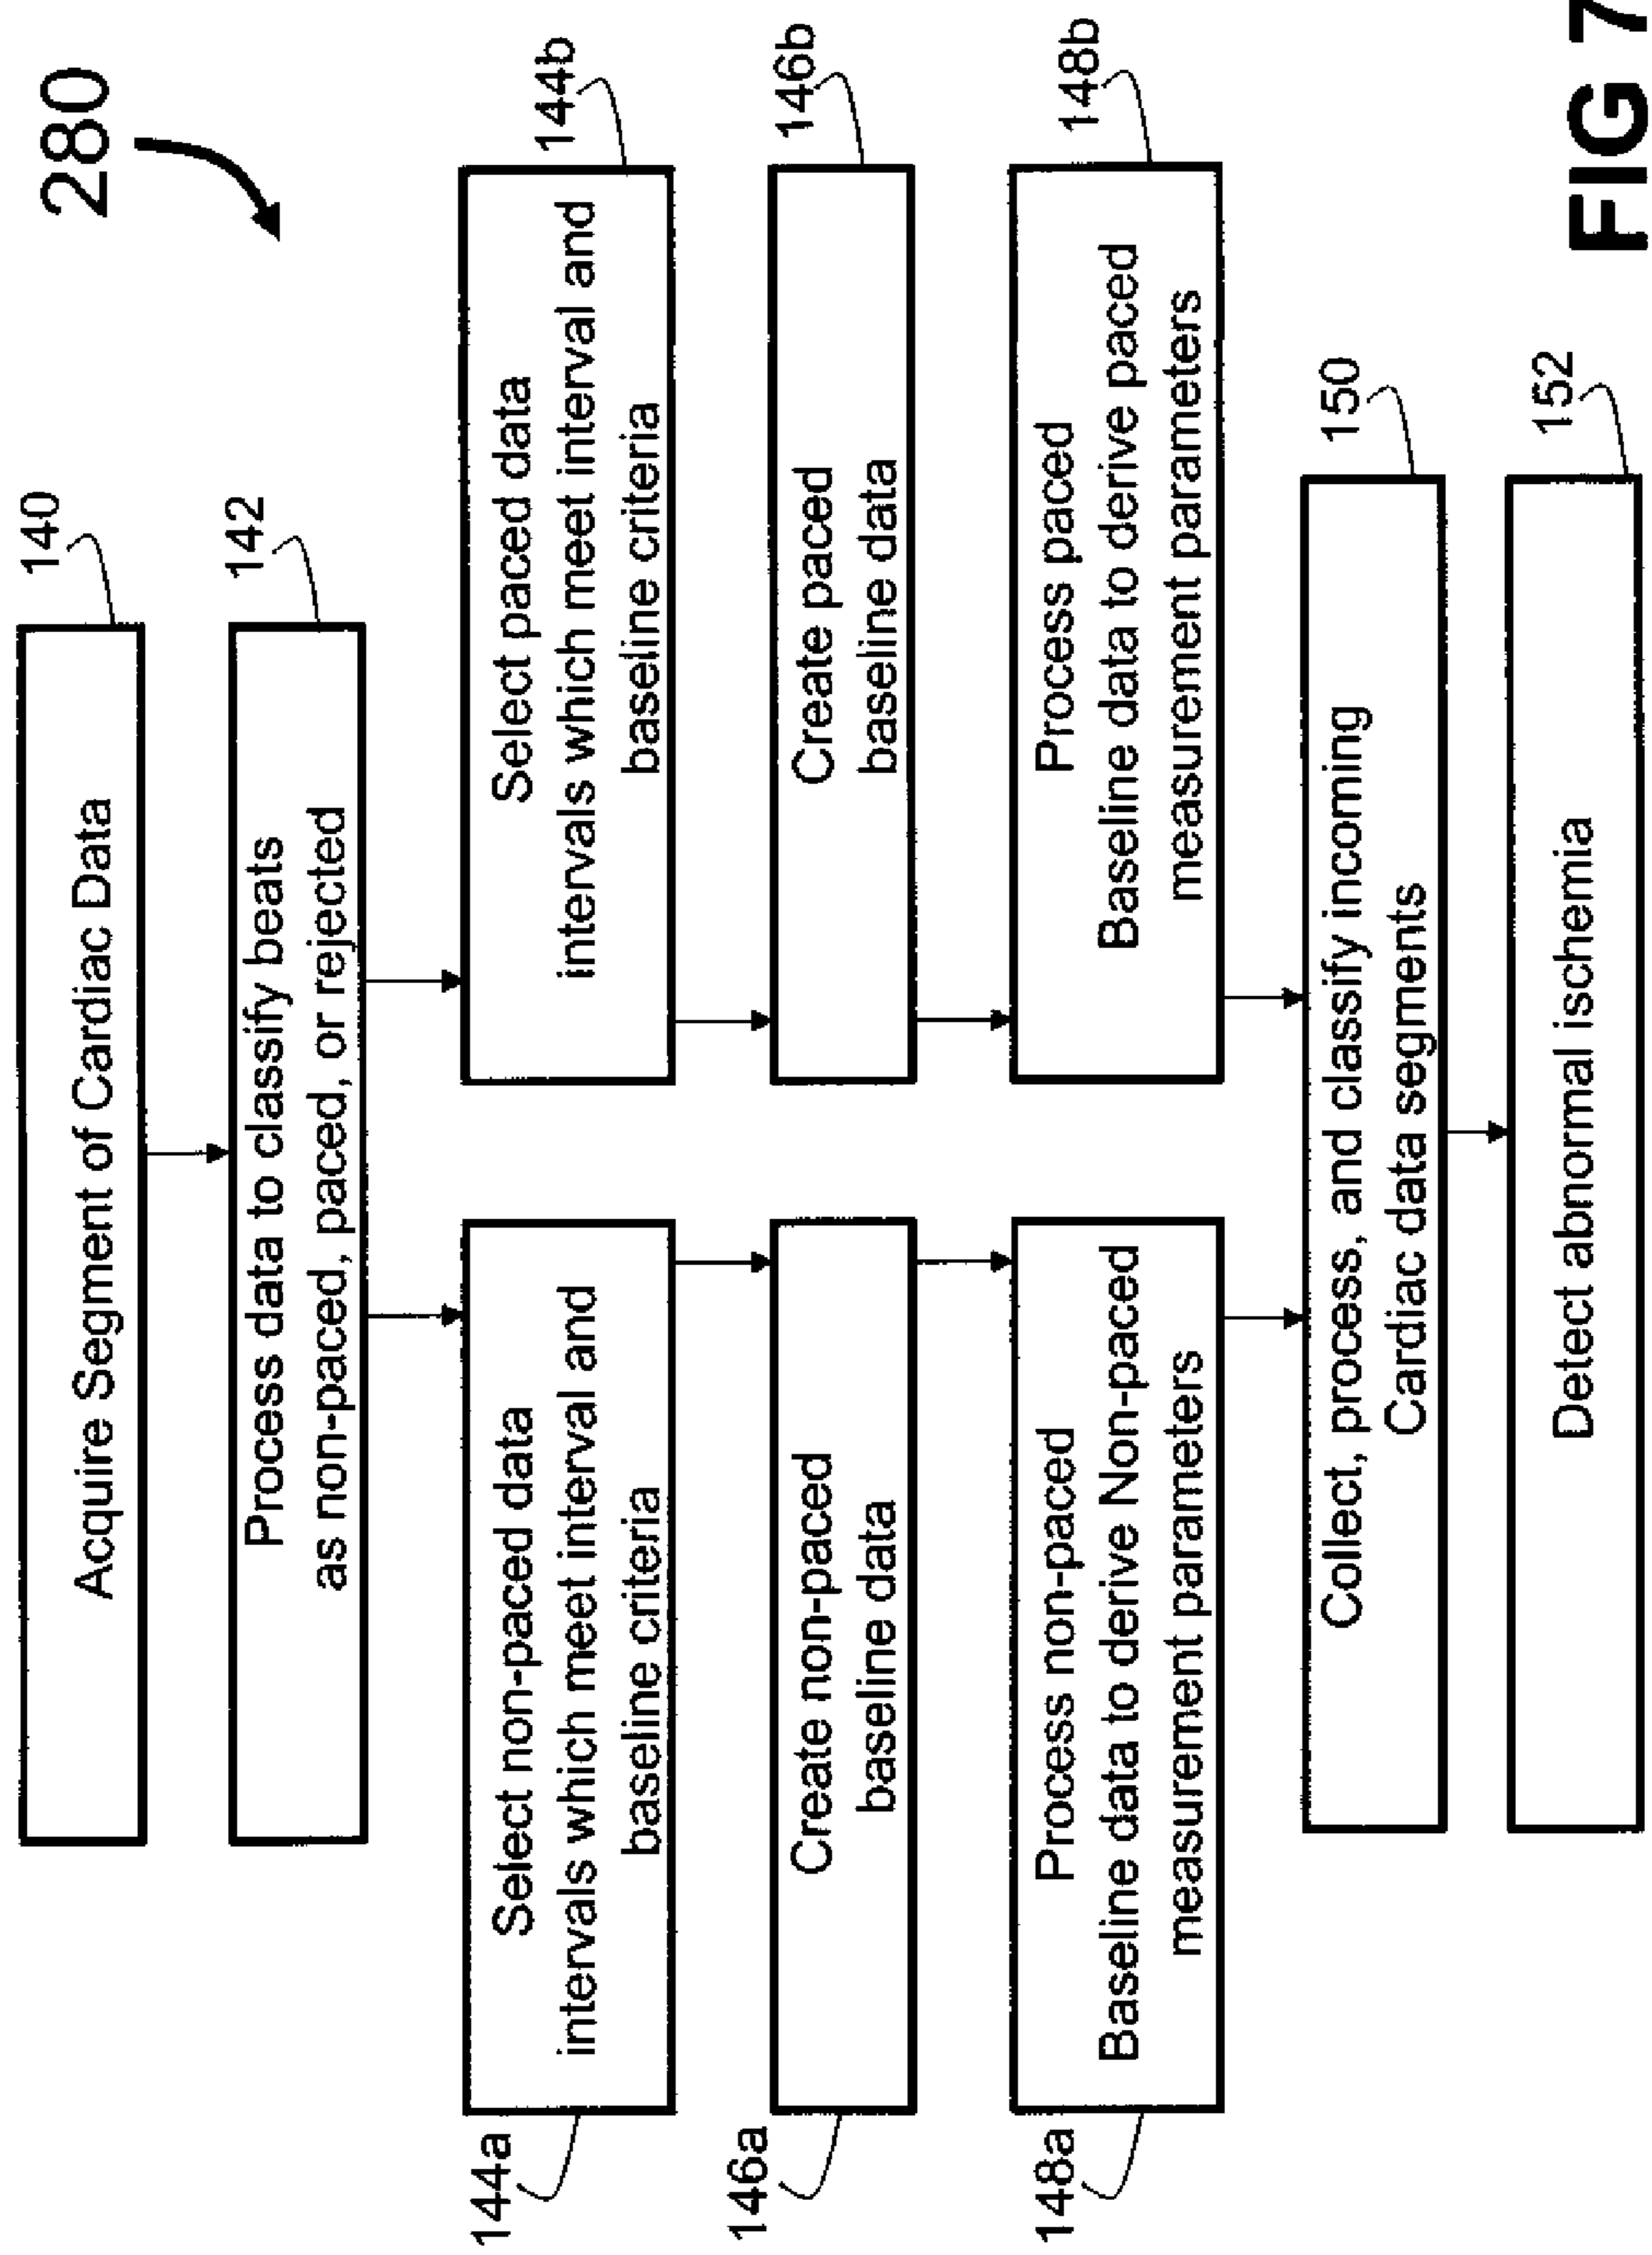 280
140
Acquire Segment of Cardiac Data
142
Process data to classify beats
as non-paced, paced, or rejected
144a
Select non-paced data
intervals which meet interval and
baseline criteria
144b
Select paced data
intervals which meet interval and
baseline criteria
146a
Create non-paced
baseline data
146b
Create paced
baseline data
148a
Process non-paced
Baseline data to derive Non-paced
measurement parameters
148b
Process paced
Baseline data to derive paced
measurement parameters
150
Collect, process, and classify incoming
Cardiac data segments
152
Detect abnormal ischemia
FIG 7